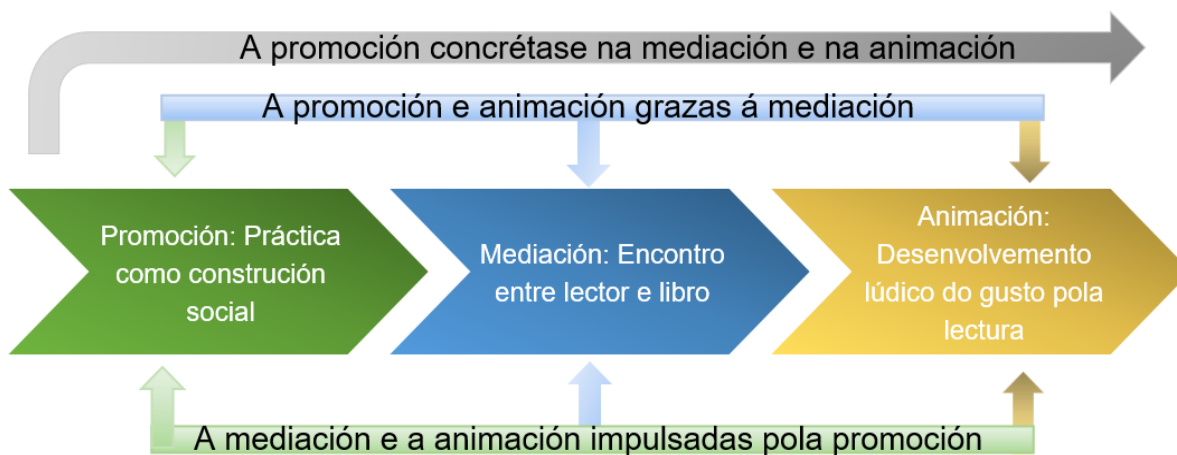 A promoción concrétase na mediación e na animación
A promoción e animación grazas á mediación
Promoción: Práctica
como construción
social
Mediación: Encontro
entre lector e libro
Animación:
Desenvolvemento
lúdico do gusto pola
lectura
A mediación e a animación impulsadas pola promoción